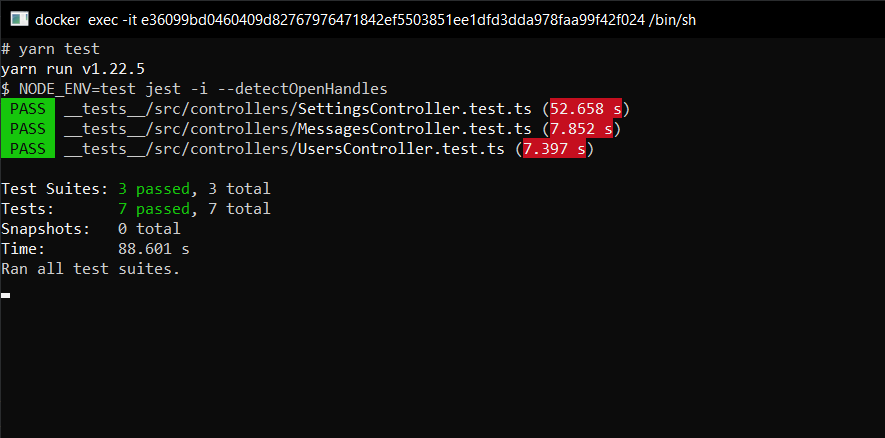 docker exec -it e36099bd0460409d82767976471842ef5503851ee1dfd3dda978faa99f42f024 /bin/sh
# yarn test
yarn run v1.22.5
$ NODE_ENV=test jest -i --detectOpenHandles
PASS __tests__/src/controllers/SettingsController.test.ts (52.658 s)
PASS __tests__/src/controllers/MessagesController.test.ts (7.852 s)
PASS __tests__/src/controllers/UsersController.test.ts (7.397 s)
Test Suites: 3 passed, 3 total
Tests: 7 passed, 7 total
Snapshots: 0 total
Time: 88.601 s
Ran all test suites.